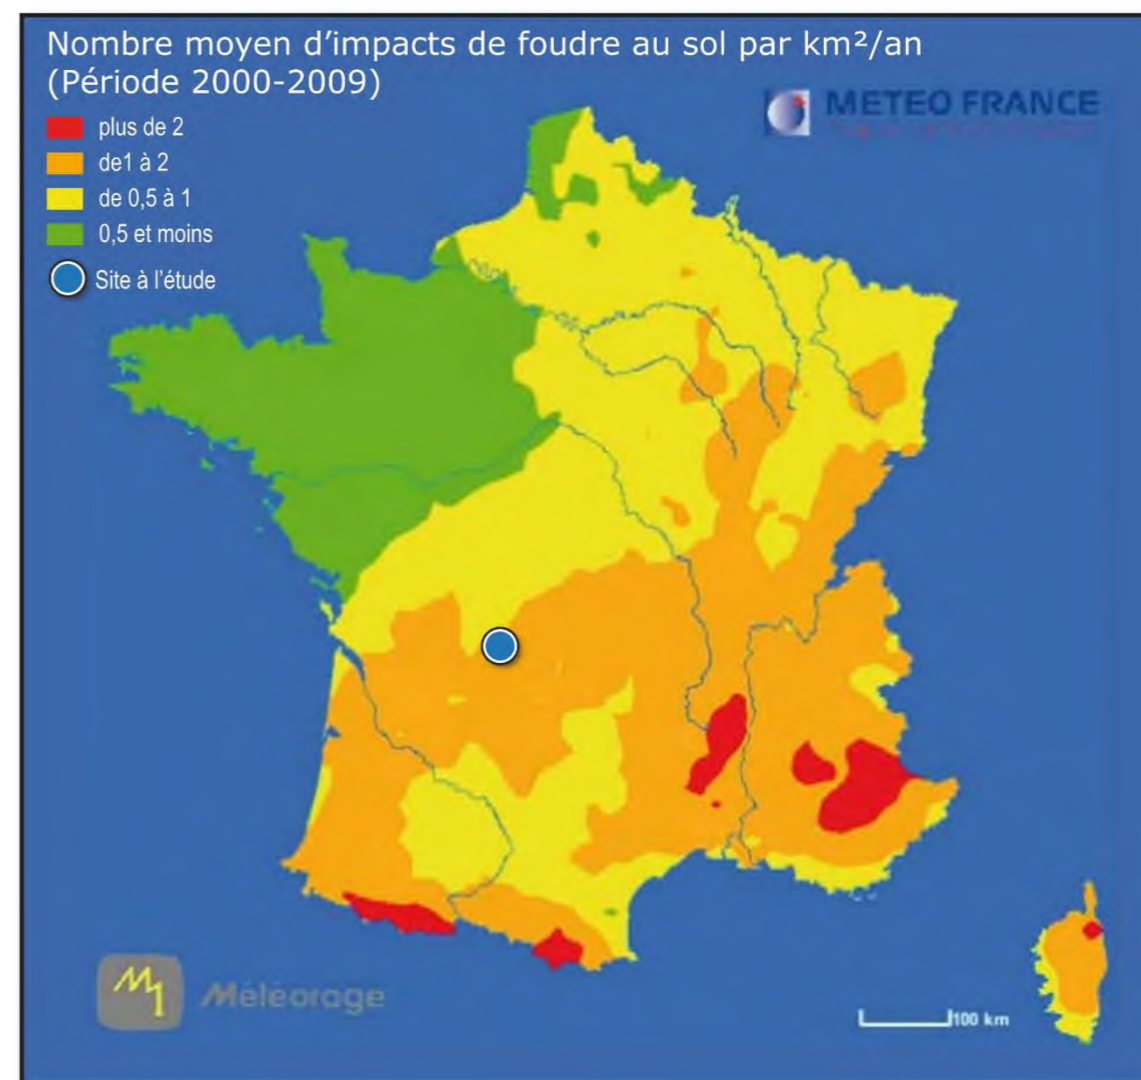 Nombre moyen d’impacts de foudre au sol par km²/an
(Période 2000-2009)
plus de 2
de1 à 2
de 0,5 à 1
0,5 et moins
Site à l’étude
METEO FRANCE
Météorage
100 km